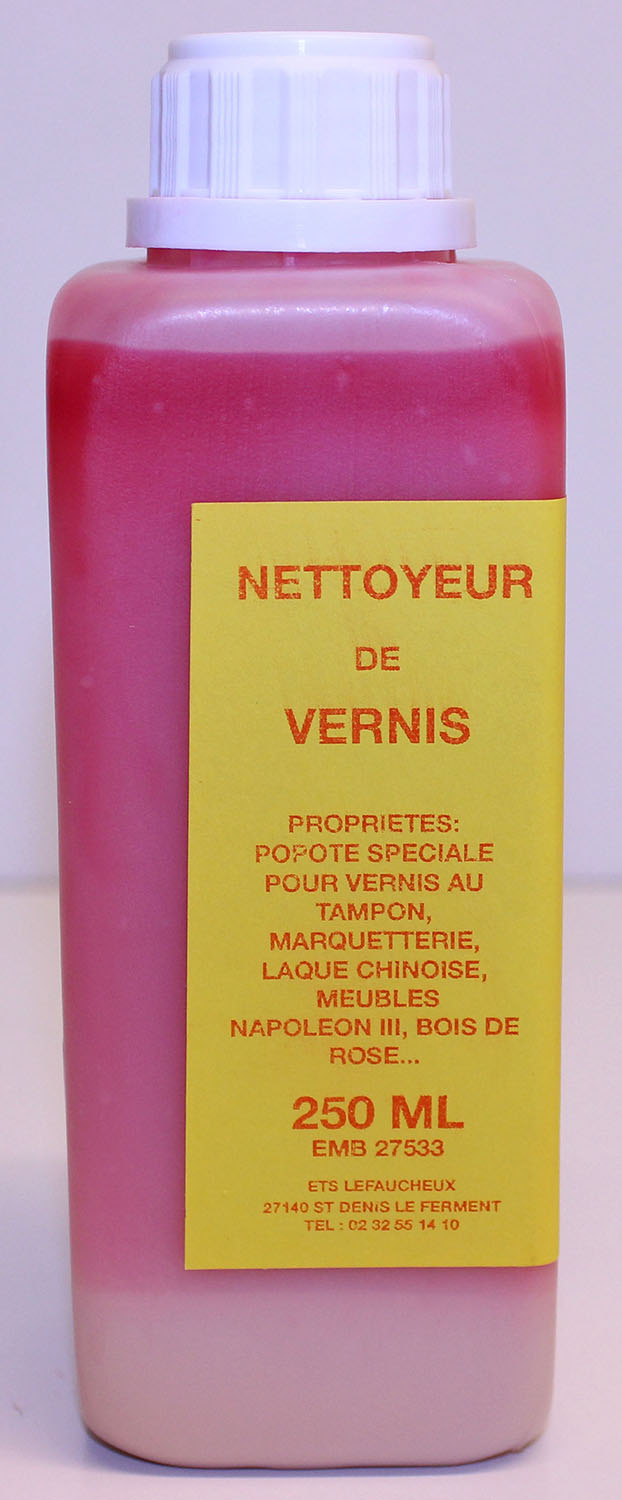 NETTOYEUR
DE
VERNIS
PROPRIETES:
POPOTE SPECIALE
POUR VERNIS AU
TAMPON,
MARQUETTERIE,
LAQUE CHINOISE,
MEUBLES
NAPOLEON III, BOIS DE
ROSE...
250 ML
EMB 27533
ETS LEFAUCHEUX
27140 ST DENIS LE FERMENT
TEL : 02 32 55 14 10